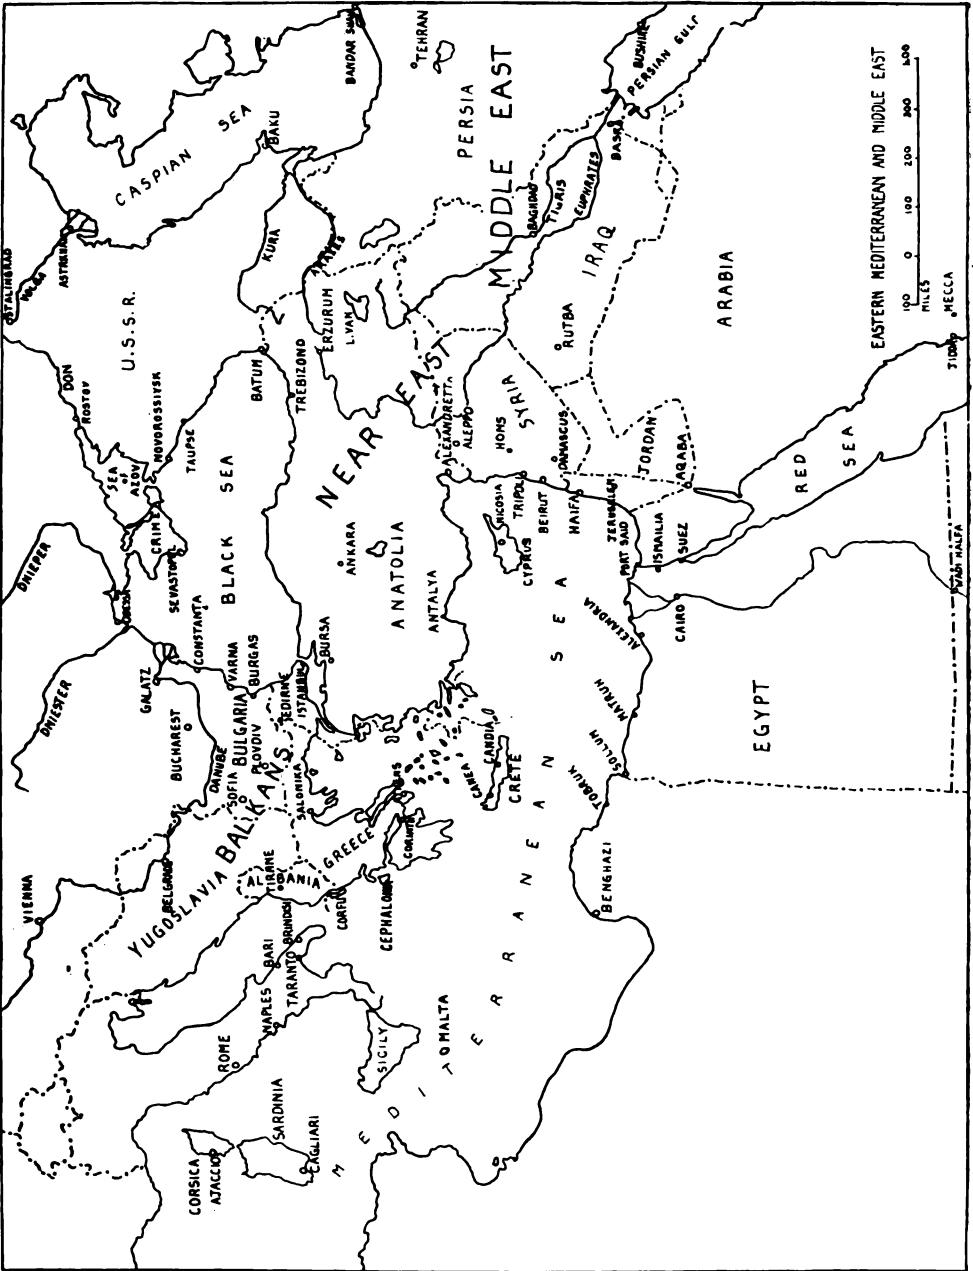 VIENNA
DNIESTER
DNIEPER
DON
STALINGRAD
VOLGA
ASTRAKHAN
ROSTOV
U.S.S.R.
CASPIAN SEA
GALATZ
ODESSA
SEA OF AZOV
CRIMEA
NOVOROSSIYSK
YUGOSLAVIA
BELGRADE
BUCHAREST
DANUBE
CONSTANTA
SEVASTOPOL
TAUPSE
CORSICA
AJACCIO
ROME
BALKANS
SOFIA
BULGARIA
PLOVDIV
VARNA
BURGAS
BLACK SEA
BATUM
KURA
BAKU
BANDAR SHAH
SARDINIA
CAGLIARI
NAPLES
BARI
TARANTO
BRINDISI
TIRANE
ALBANIA
SALONIKA
EDIRNE
ISTANBUL
BURSA
TREBIZOND
ERZURUM
ARAXES
L.VAN
TEHRAN
CORFU
GREECE
NEAR EAST
ANKARA
SICILY
CEPHALONIA
CORINTH
ANATOLIA
ANTALYA
MALTA
PERSIA
MIDDLE EAST
CANEA
CANDIA
CRETE
ALEXANDRETTA
ALEPPO
NICOSIA
CYPRUS
HOMS
SYRIA
TRIPOLI
BEIRUT
DAMASCUS
HAIFA
RUTBA
BAGHDAD
TIGRIS
EUPHRATES
IRAQ
BASRA
BUSHIRE
PERSIAN GULF
MEDITERRANEAN SEA
BENGHAZI
TOBRUK
SOLLUM
MATRUH
ALEXANDRIA
PORT SAID
JERUSALEM
JORDAN
ISMAILIA
SUEZ
AQABA
CAIRO
ARABIA
EGYPT
RED SEA
WADI HALFA
JIDDA
MECCA
EASTERN MEDITERRANEAN AND MIDDLE EAST
100 0 100 200 300 400
MILES